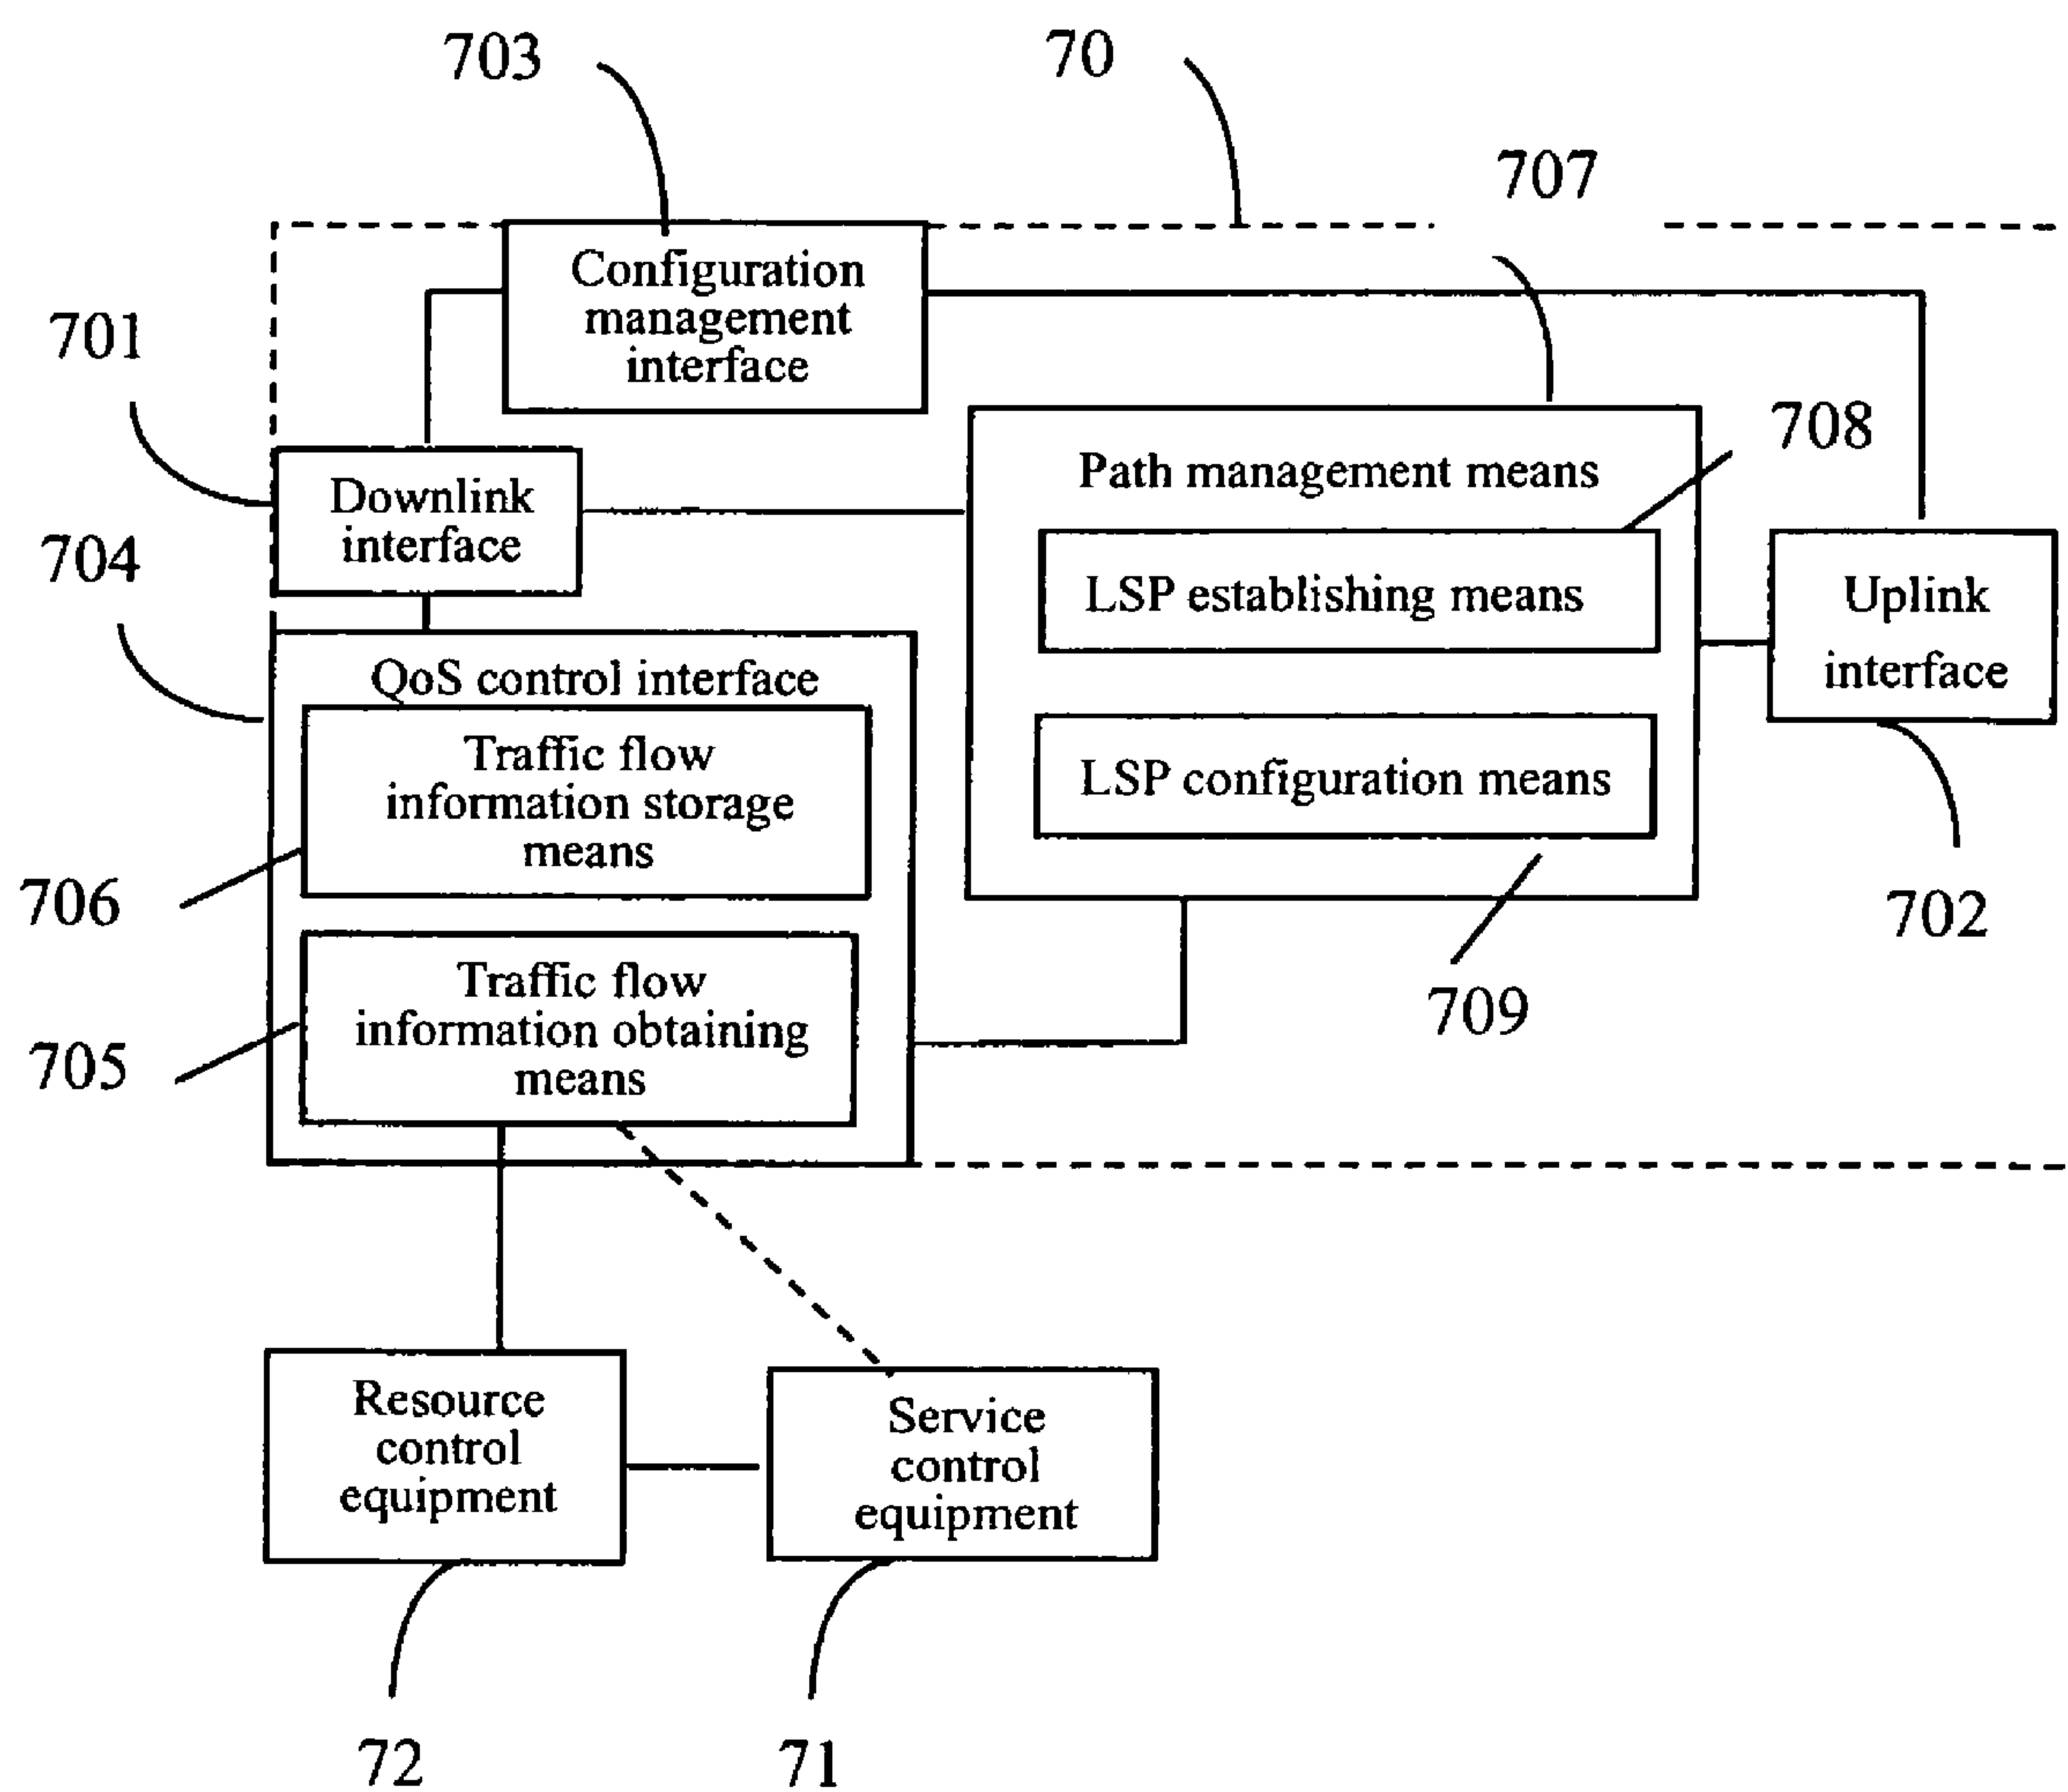 703
70
707
Configuration
management
interface
701
708
Downlink
interface
Path management means
704
LSP establishing means
Uplink
interface
QoS control interface
Traffic flow
information storage
means
LSP configuration means
706
702
Traffic flow
information obtaining
means
709
705
Resource
control
equipment
Service
control
equipment
72
71